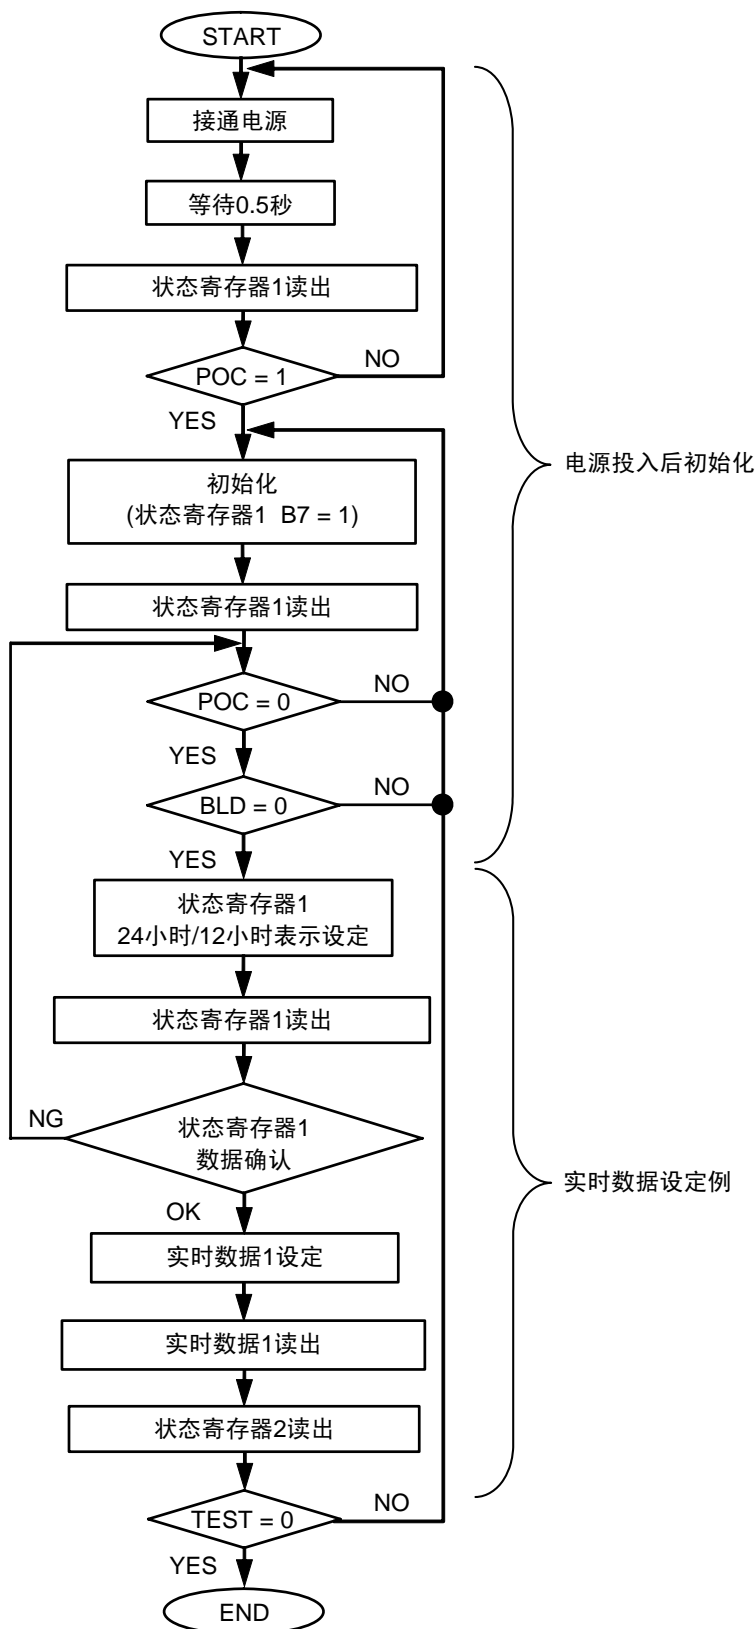 START
接通电源
等待0.5秒
状态寄存器1读出
POC = 1
NO
YES
初始化
(状态寄存器1  B7 = 1)
电源投入后初始化
状态寄存器1读出
POC = 0
NO
YES
BLD = 0
NO
YES
状态寄存器1
24小时/12小时表示设定
状态寄存器1读出
NG
状态寄存器1
数据确认
实时数据设定例
OK
实时数据1设定
实时数据1读出
状态寄存器2读出
TEST = 0
NO
YES
END